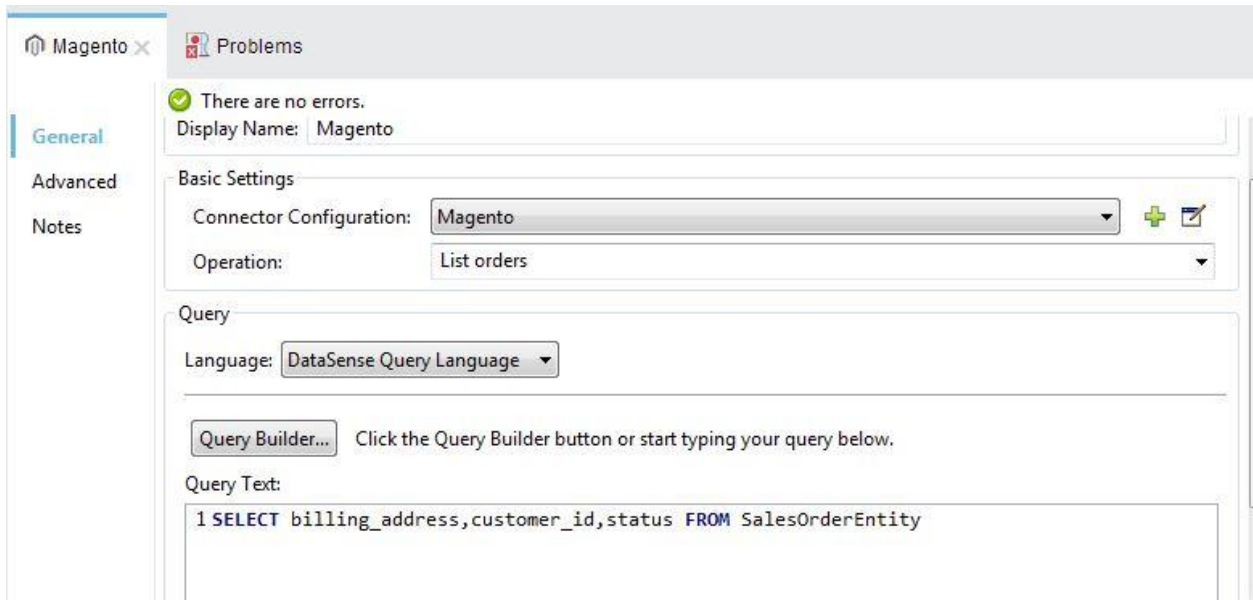 Magento
Problems
There are no errors.
General
Display Name: Magento
Advanced
Basic Settings
Notes
Connector Configuration: Magento
Operation: List orders
Query
Language: DataSense Query Language
Query Builder... Click the Query Builder button or start typing your query below.
Query Text:
1 SELECT billing_address,customer_id,status FROM SalesOrderEntity